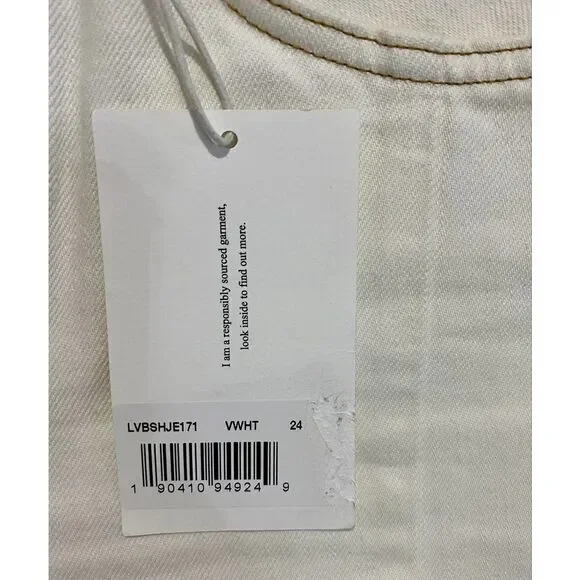 I am a responsibly sourced garment,
look inside to find out more.
LVBSHJE171 VWHT 24
1 90410 94924 9